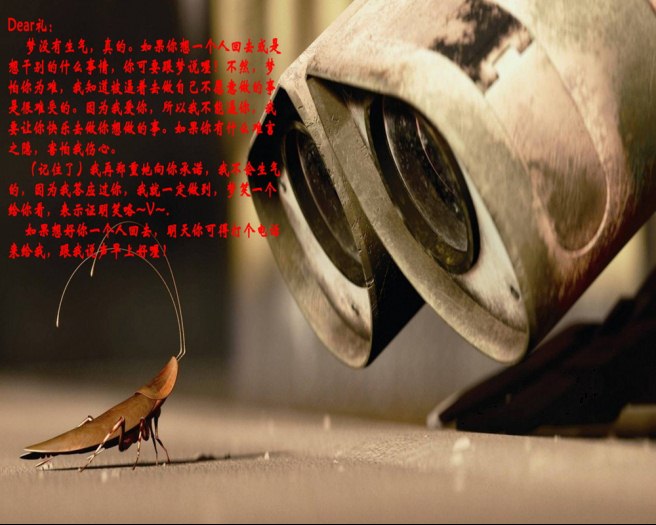 Dear礼：
梦没有生气，真的。如果你想一个人回去或是
想干别的什么事情，你可要跟梦说喔！不然，梦
怕你为难，我知道被逼着去做自己不愿意做的事
是很难受的。因为我爱你，所以我不能逼你，我
要让你快乐去做你想做的事。如果你有什么难言
之隐，害怕我伤心。
（记住了）我再郑重地向你承诺，我不会生气
的，因为我答应过你，我就一定做到，梦笑一个
给你看，来示证明笑咯~V~.
如果想好你一个人回去，明天你可得打个电话
来给我，跟我说声早上好喔！